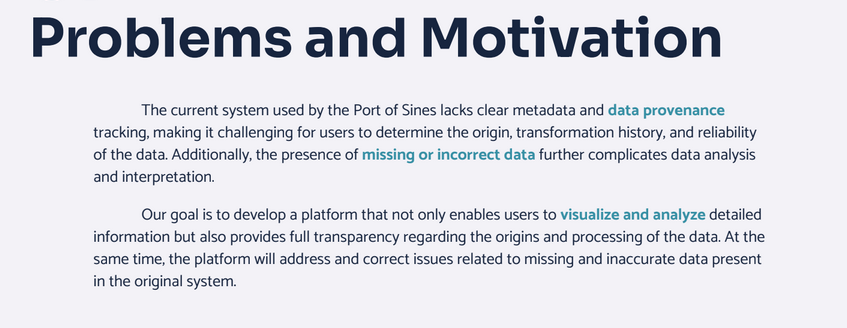 Problems and Motivation
The current system used by the Port of Sines lacks clear metadata and data provenance
tracking, making it challenging for users to determine the origin, transformation history, and reliability
of the data. Additionally, the presence of missing or incorrect data further complicates data analysis
and interpretation.
Our goal is to develop a platform that not only enables users to visualize and analyze detailed
information but also provides full transparency regarding the origins and processing of the data. At the
same time, the platform will address and correct issues related to missing and inaccurate data present
in the original system.